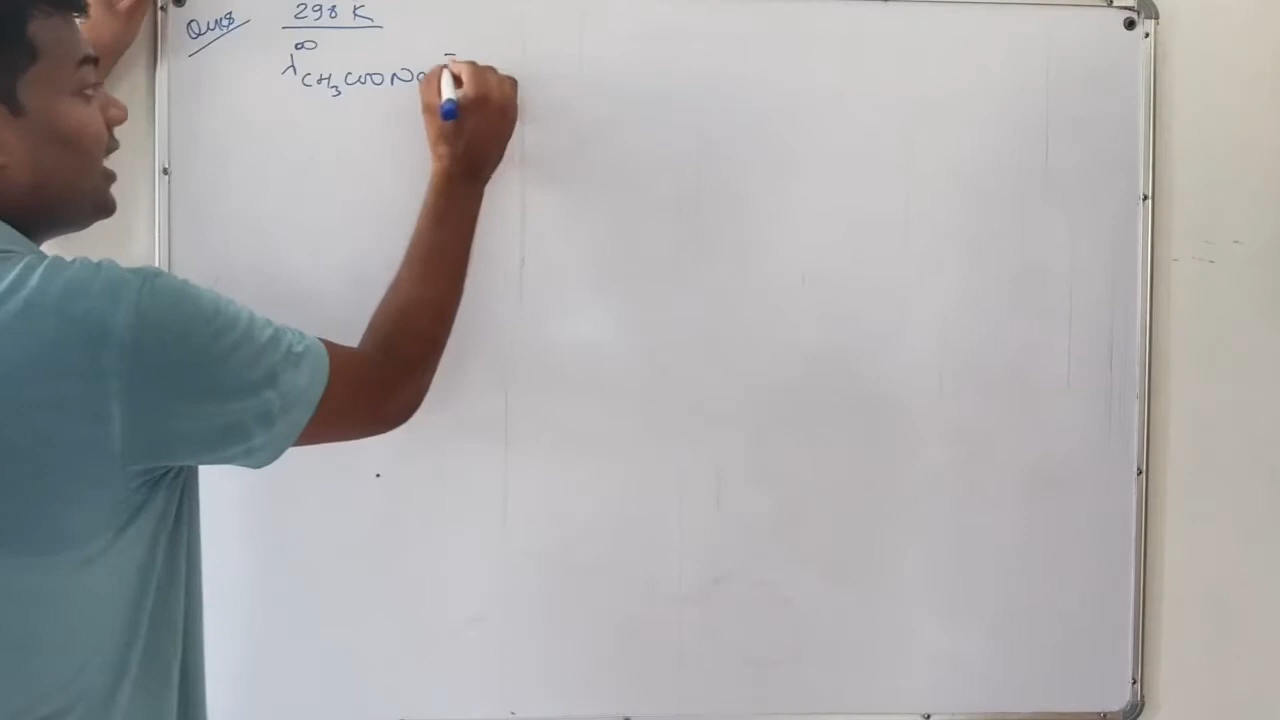 Ques 298 K
λ∞CH3COONa =